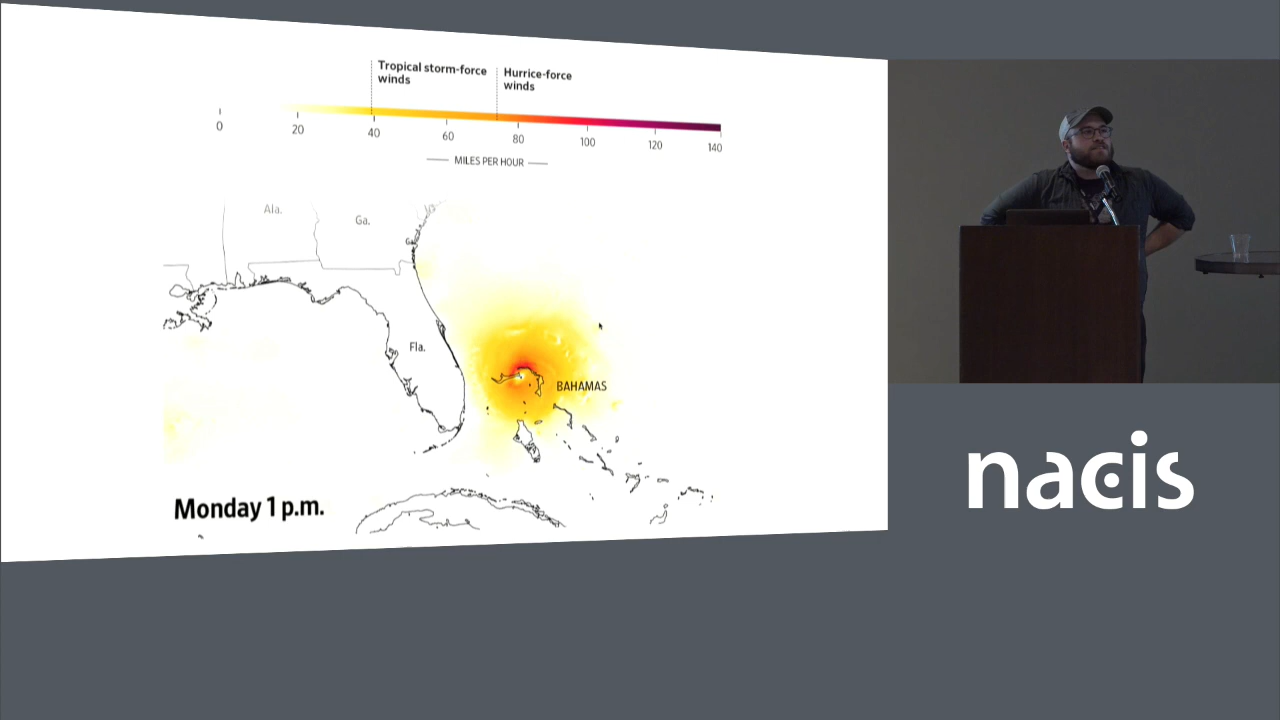 Tropical storm-force
winds
Hurrice-force
winds
0
20
40
60
80
100
120
140
MILES PER HOUR
Ala.
Ga.
Fla.
BAHAMAS
Monday 1 p.m.
nacis